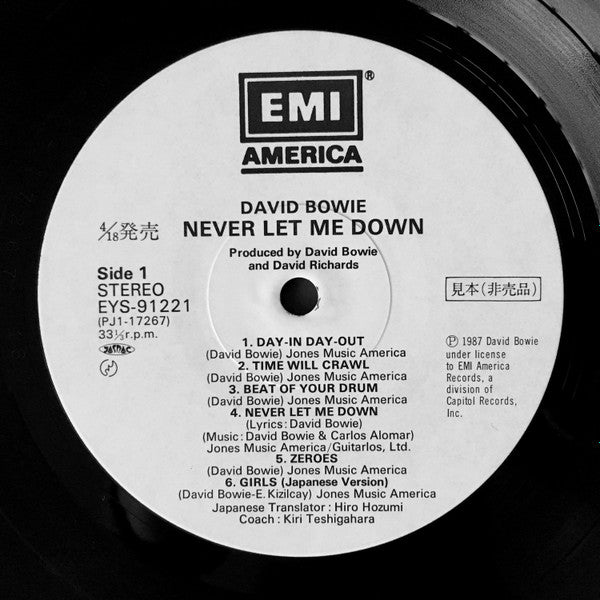 EMI®
AMERICA
DAVID BOWIE
NEVER LET ME DOWN
4/18発売
Produced by David Bowie
and David Richards
Side 1
STEREO
EYS-91221
(PJ1-17267)
33⅓r.p.m.
JASRAC
見本(非売品)
1. DAY-IN DAY-OUT
(David Bowie) Jones Music America
2. TIME WILL CRAWL
(David Bowie) Jones Music America
3. BEAT OF YOUR DRUM
(David Bowie) Jones Music America
4. NEVER LET ME DOWN
(Lyrics:David Bowie)
(Music:David Bowie & Carlos Alomar)
Jones Music America/Guitarlos, Ltd.
5. ZEROES
(David Bowie) Jones Music America
6. GIRLS (Japanese Version)
(David Bowie-E. Kizilcay) Jones Music America
Japanese Translator:Hiro Hozumi
Coach:Kiri Teshigahara
Ⓟ 1987 David Bowie
under license
to EMI America
Records, a
division of
Capitol Records,
Inc.